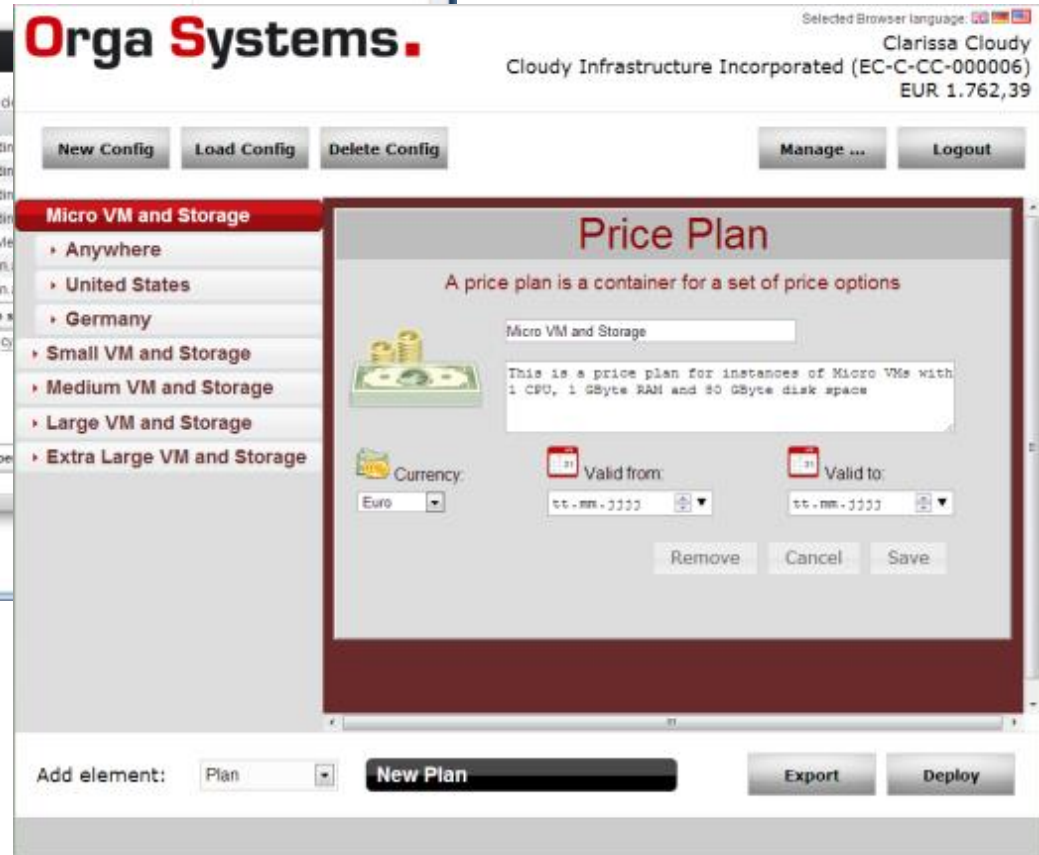 Orga Systems.
Selected Browser language:
Clarissa Cloudy
Cloudy Infrastructure Incorporated (EC-C-CC-000006)
EUR 1.762,39
New Config
Load Config
Delete Config
Manage ...
Logout
Micro VM and Storage
Anywhere
United States
Germany
Small VM and Storage
Medium VM and Storage
Large VM and Storage
Extra Large VM and Storage
Price Plan
A price plan is a container for a set of price options
Micro VM and Storage
This is a price plan for instances of Micro VMs with
1 CPU, 1 GByte RAM and 80 GByte disk space
Currency:
Valid from:
Valid to:
Euro
tt.mm.jjjj
tt.mm.jjjj
Remove
Cancel
Save
Add element:
Plan
New Plan
Export
Deploy